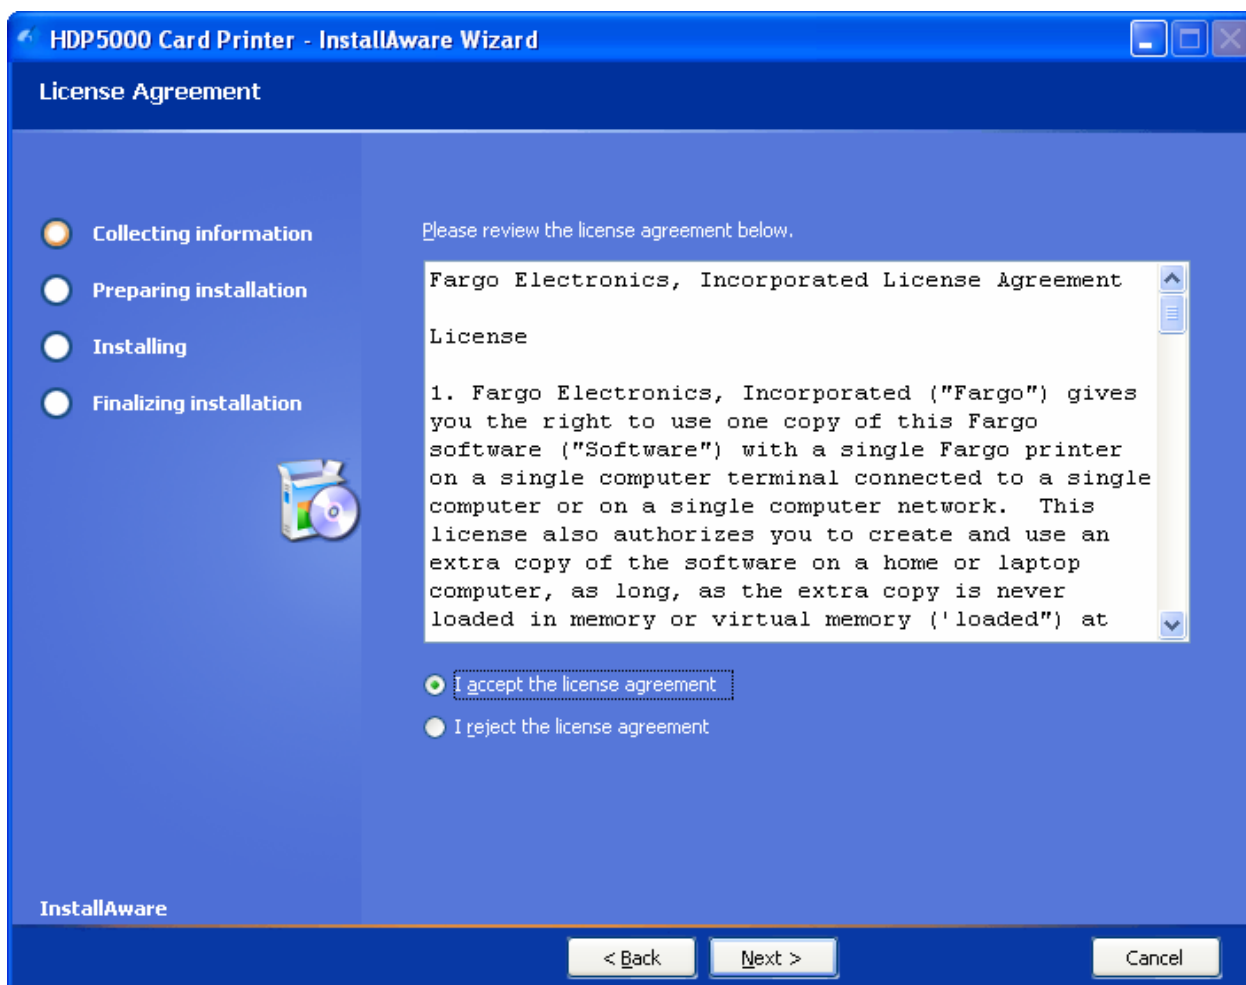 HDP5000 Card Printer - InstallAware Wizard
License Agreement
Collecting information
Preparing installation
Installing
Finalizing installation
Please review the license agreement below.
Fargo Electronics, Incorporated License Agreement
License
1. Fargo Electronics, Incorporated ("Fargo") gives
you the right to use one copy of this Fargo
software ("Software") with a single Fargo printer
on a single computer terminal connected to a single
computer or on a single computer network.  This
license also authorizes you to create and use an
extra copy of the software on a home or laptop
computer, as long, as the extra copy is never
loaded in memory or virtual memory ('loaded") at
I accept the license agreement
I reject the license agreement
InstallAware
< Back
Next >
Cancel